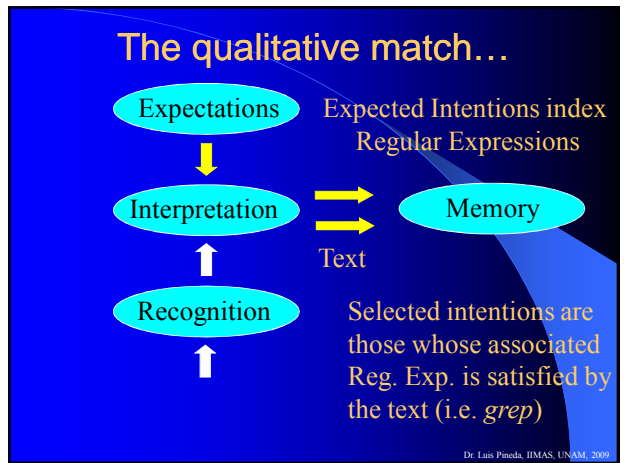 The qualitative match…
Expectations
Expected Intentions index
Regular Expressions
Interpretation
Memory
Text
Recognition
Selected intentions are
those whose associated
Reg. Exp. is satisfied by
the text (i.e. grep)
Dr. Luis Pineda, IIMAS, UNAM, 2009